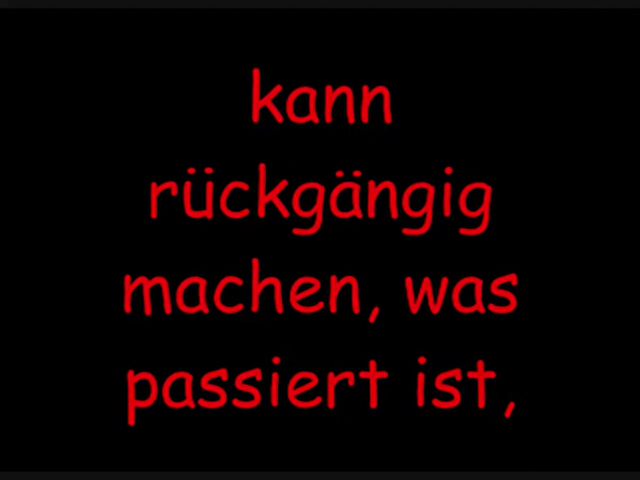 kann
rückgängig
machen, was
passiert ist,